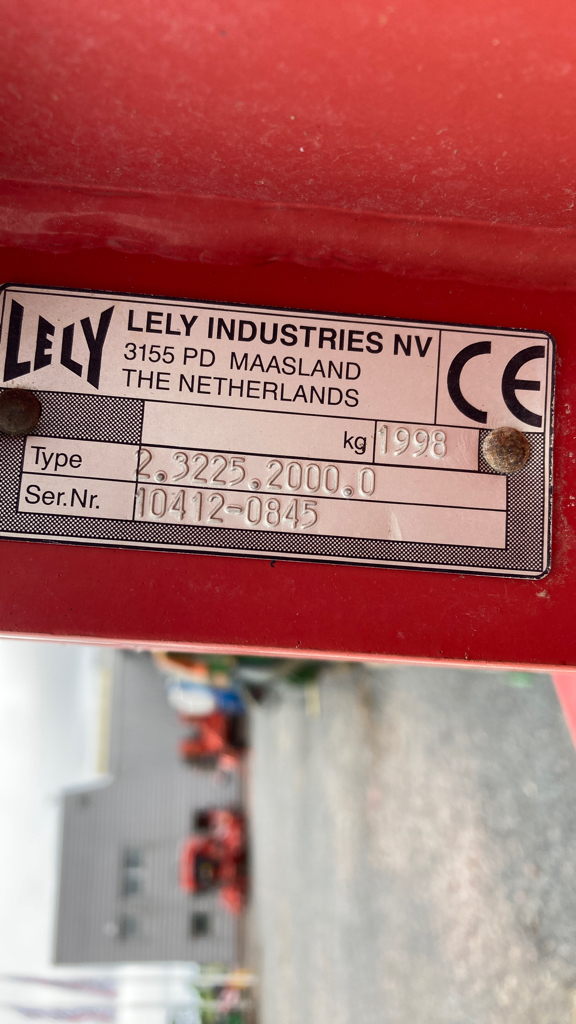 LELY
LELY INDUSTRIES NV
3155 PD MAASLAND
THE NETHERLANDS
CE
kg 1998
Type 2.3225.2000.0
Ser.Nr. 10412-0845